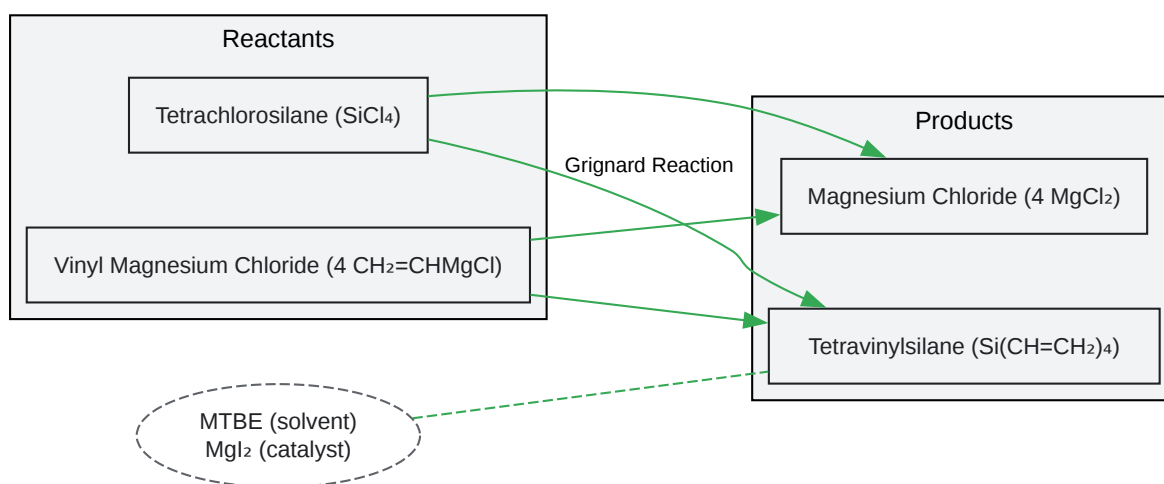 Reactants
Tetrachlorosilane (SiCl₄)
Vinyl Magnesium Chloride (4 CH₂=CHMgCl)
Grignard Reaction
Products
Magnesium Chloride (4 MgCl₂)
Tetravinylsilane (Si(CH=CH₂)₄)
MTBE (solvent)
MgI₂ (catalyst)